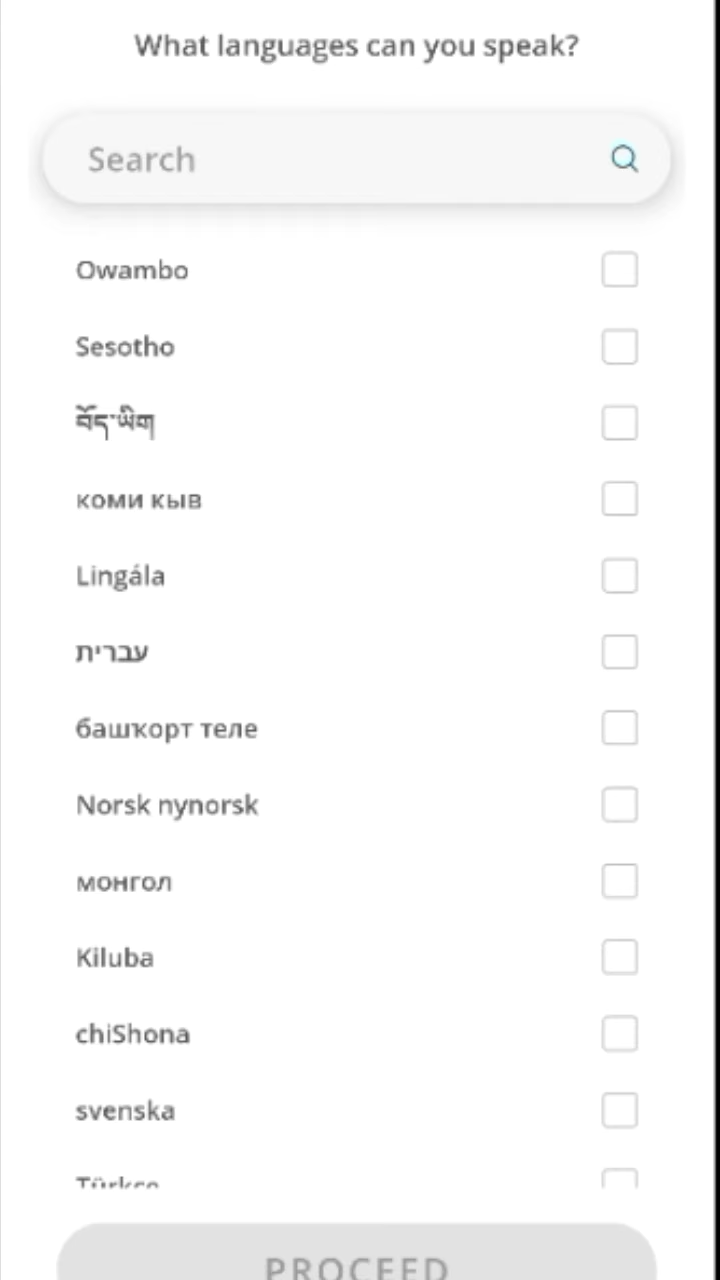 What languages can you speak?
Search
Owambo
Sesotho
བོད་ཡིག
коми кыв
Lingála
עברית
башҡорт теле
Norsk nynorsk
монгол
Kiluba
chiShona
svenska
Türkçe
PROCEED